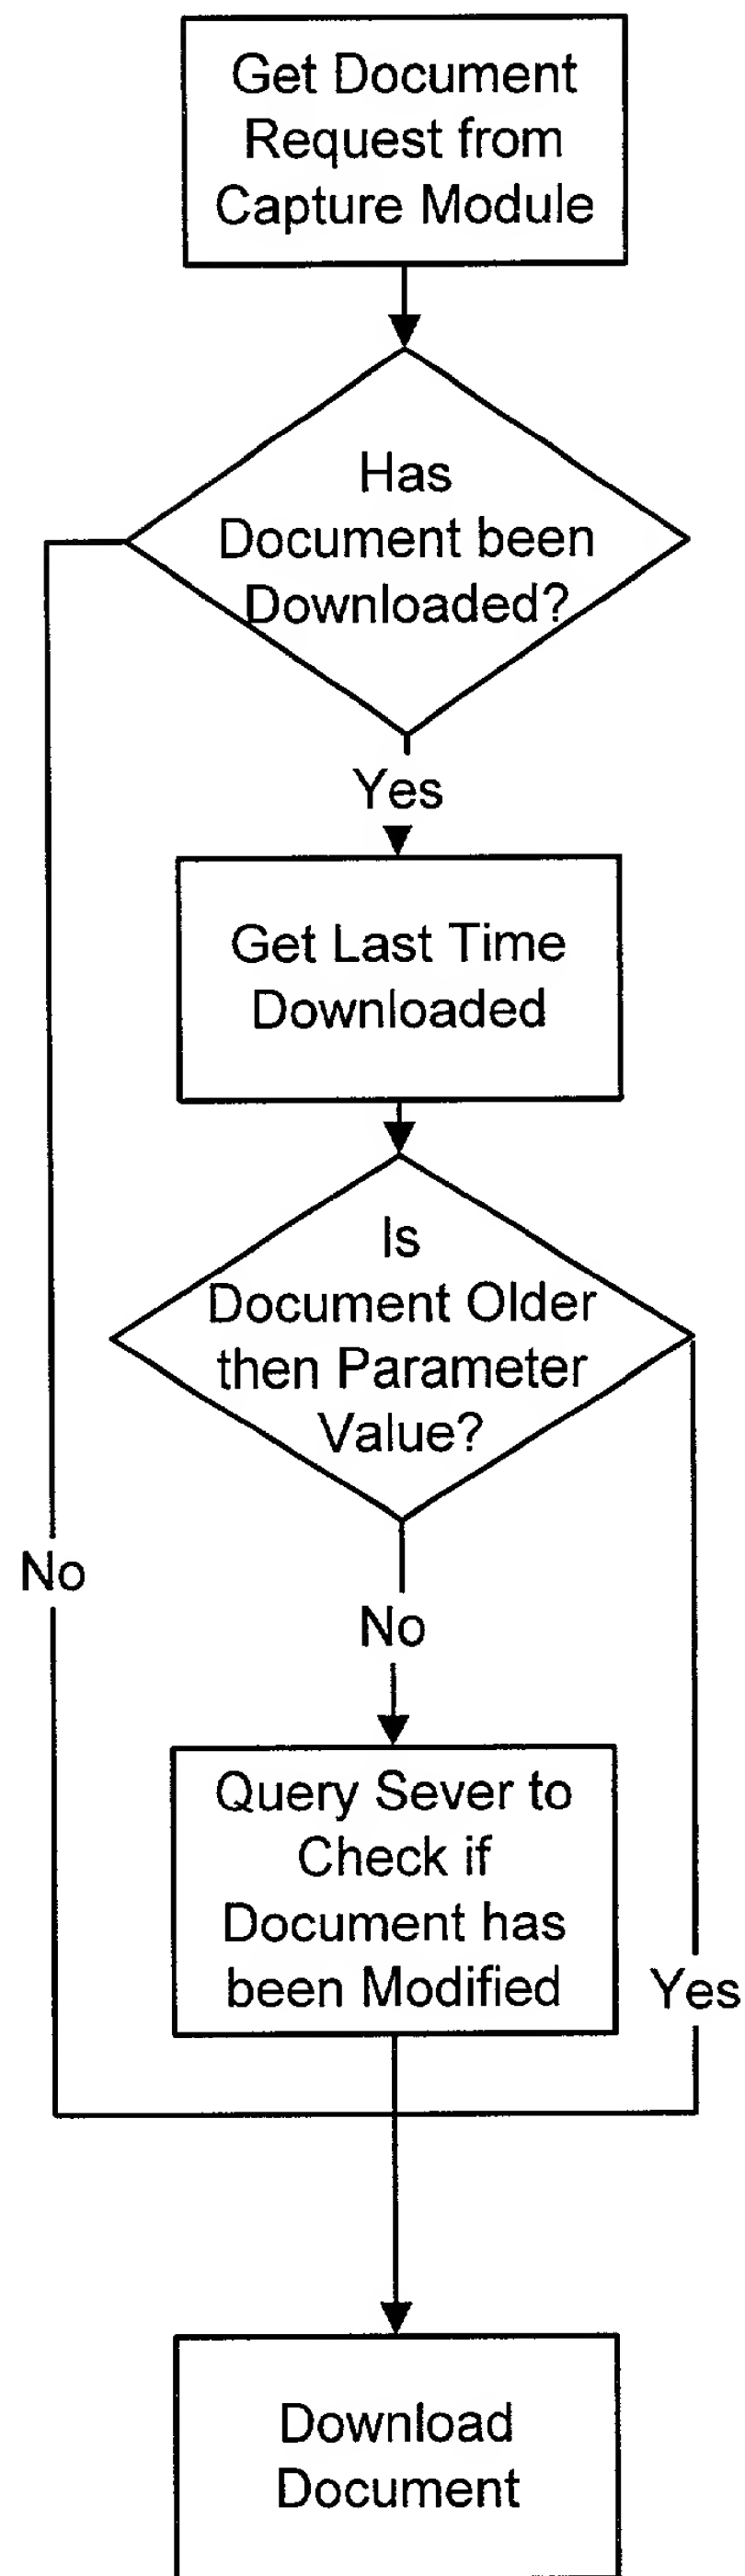 Get Document
Request from
Capture Module
Has
Document been
Downloaded?
Yes
Get Last Time
Downloaded
Is
Document Older
then Parameter
Value?
No
No
Query Sever to
Check if
Document has
been Modified
Yes
Download
Document